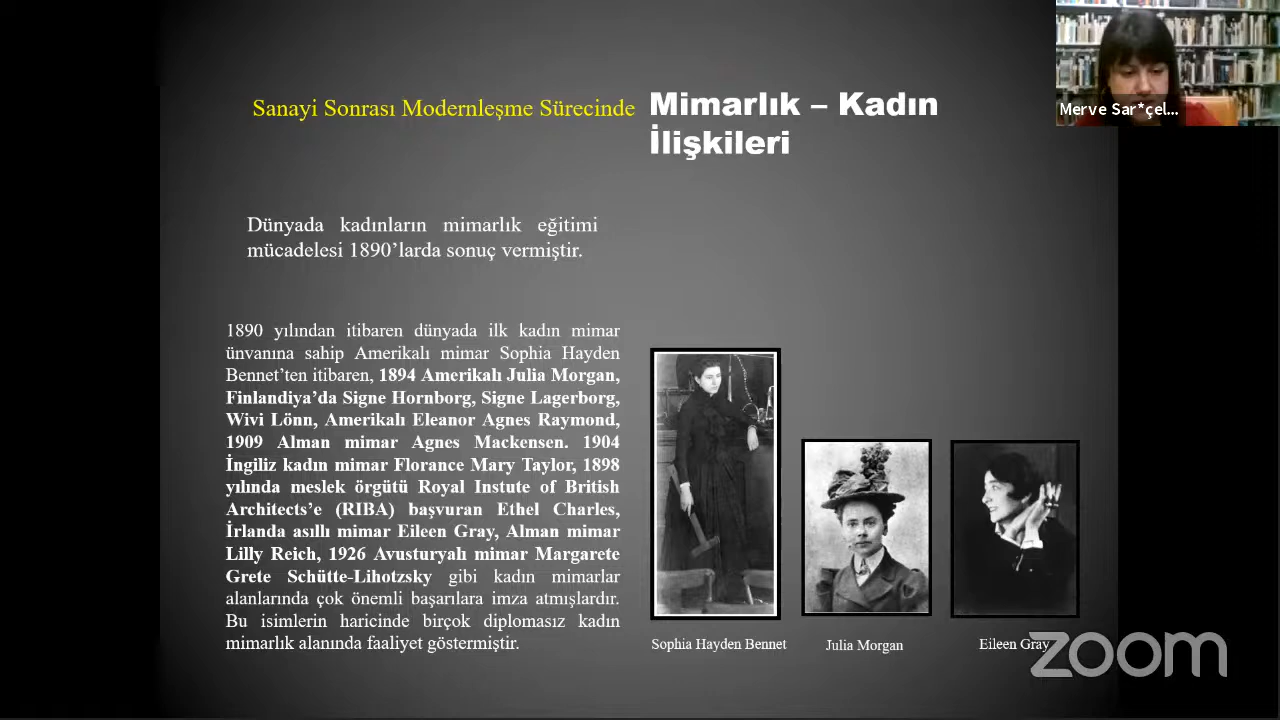 Sanayi Sonrası Modernleşme Sürecinde Mimarlık – Kadın
İlişkileri
Merve Sar*çel...
Dünyada kadınların mimarlık eğitimi
mücadelesi 1890’larda sonuç vermiştir.
1890 yılından itibaren dünyada ilk kadın mimar
ünvanına sahip Amerikalı mimar Sophia Hayden
Bennet’ten itibaren, 1894 Amerikalı Julia Morgan,
Finlandiya’da Signe Hornborg, Signe Lagerborg,
Wivi Lönn, Amerikalı Eleanor Agnes Raymond,
1909 Alman mimar Agnes Mackensen. 1904
İngiliz kadın mimar Florance Mary Taylor, 1898
yılında meslek örgütü Royal Instute of British
Architects’e (RIBA) başvuran Ethel Charles,
İrlanda asıllı mimar Eileen Gray, Alman mimar
Lilly Reich, 1926 Avusturyalı mimar Margarete
Grete Schütte-Lihotzsky gibi kadın mimarlar
alanlarında çok önemli başarılara imza atmışlardır.
Bu isimlerin haricinde birçok diplomasız kadın
mimarlık alanında faaliyet göstermiştir.
Sophia Hayden Bennet
Julia Morgan
Eileen Gray
zoom